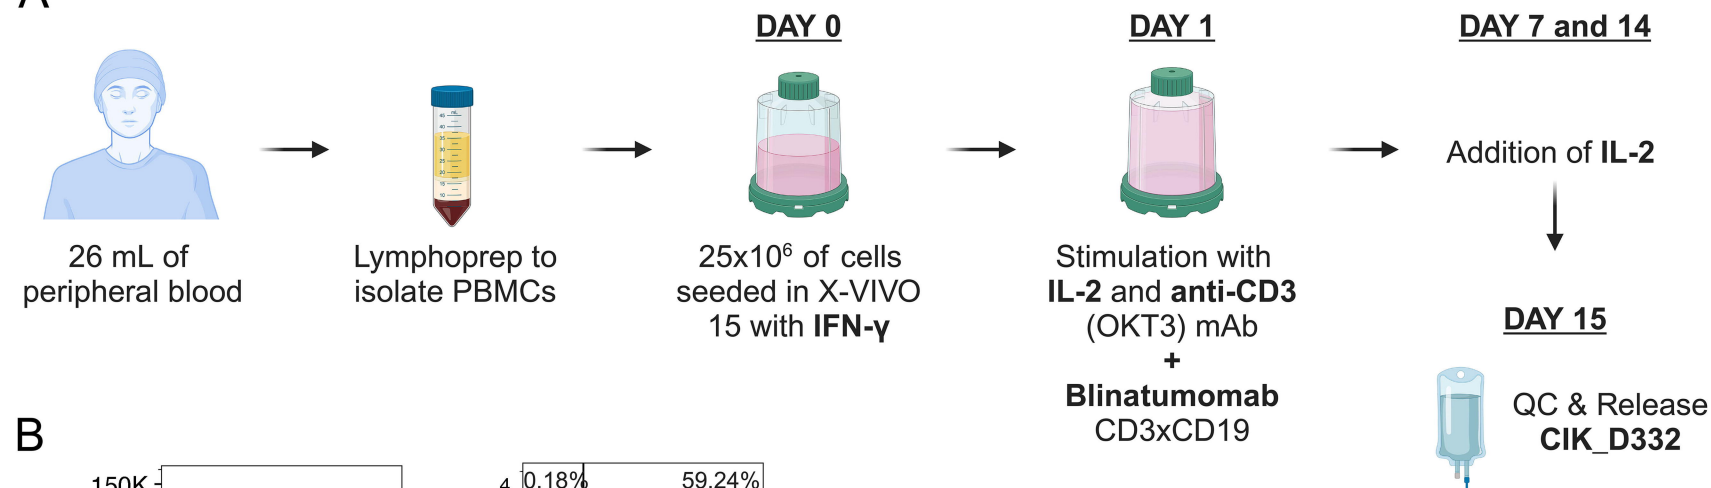 A
DAY 0
DAY 1
DAY 7 and 14
Addition of IL-2
26 mL of
peripheral blood
Lymphoprep to
isolate PBMCs
25x10⁶ of cells
seeded in X-VIVO
15 with IFN-γ
Stimulation with
IL-2 and anti-CD3
(OKT3) mAb
+
Blinatumomab
CD3xCD19
DAY 15
QC & Release
CIK_D332
B
150K
4
0.18%
59.24%